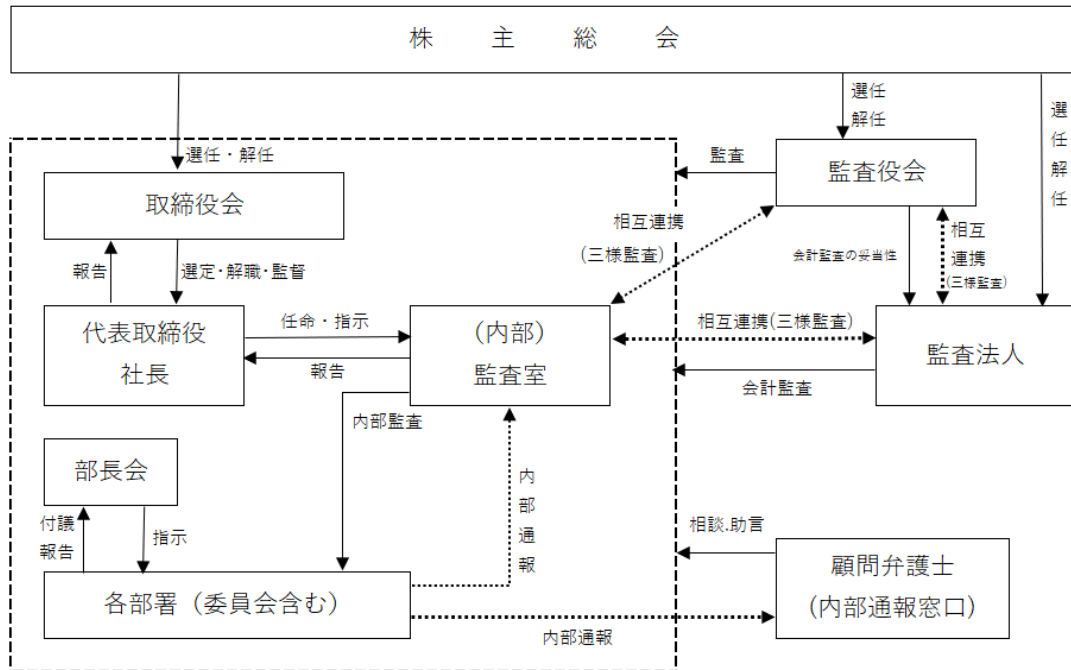 株主総会
選任・解任
選任
解任
選任解任
取締役会
監査
監査役会
報告
選定・解職・監督
相互連携
(三様監査)
会計監査の妥当性
相互
連携
(三様監査)
代表取締役
社長
任命・指示
報告
(内部)
監査室
相互連携(三様監査)
会計監査
監査法人
内部監査
部長会
付議
報告
指示
内部通報
相談.助言
各部署（委員会含む）
内部通報
顧問弁護士
(内部通報窓口)